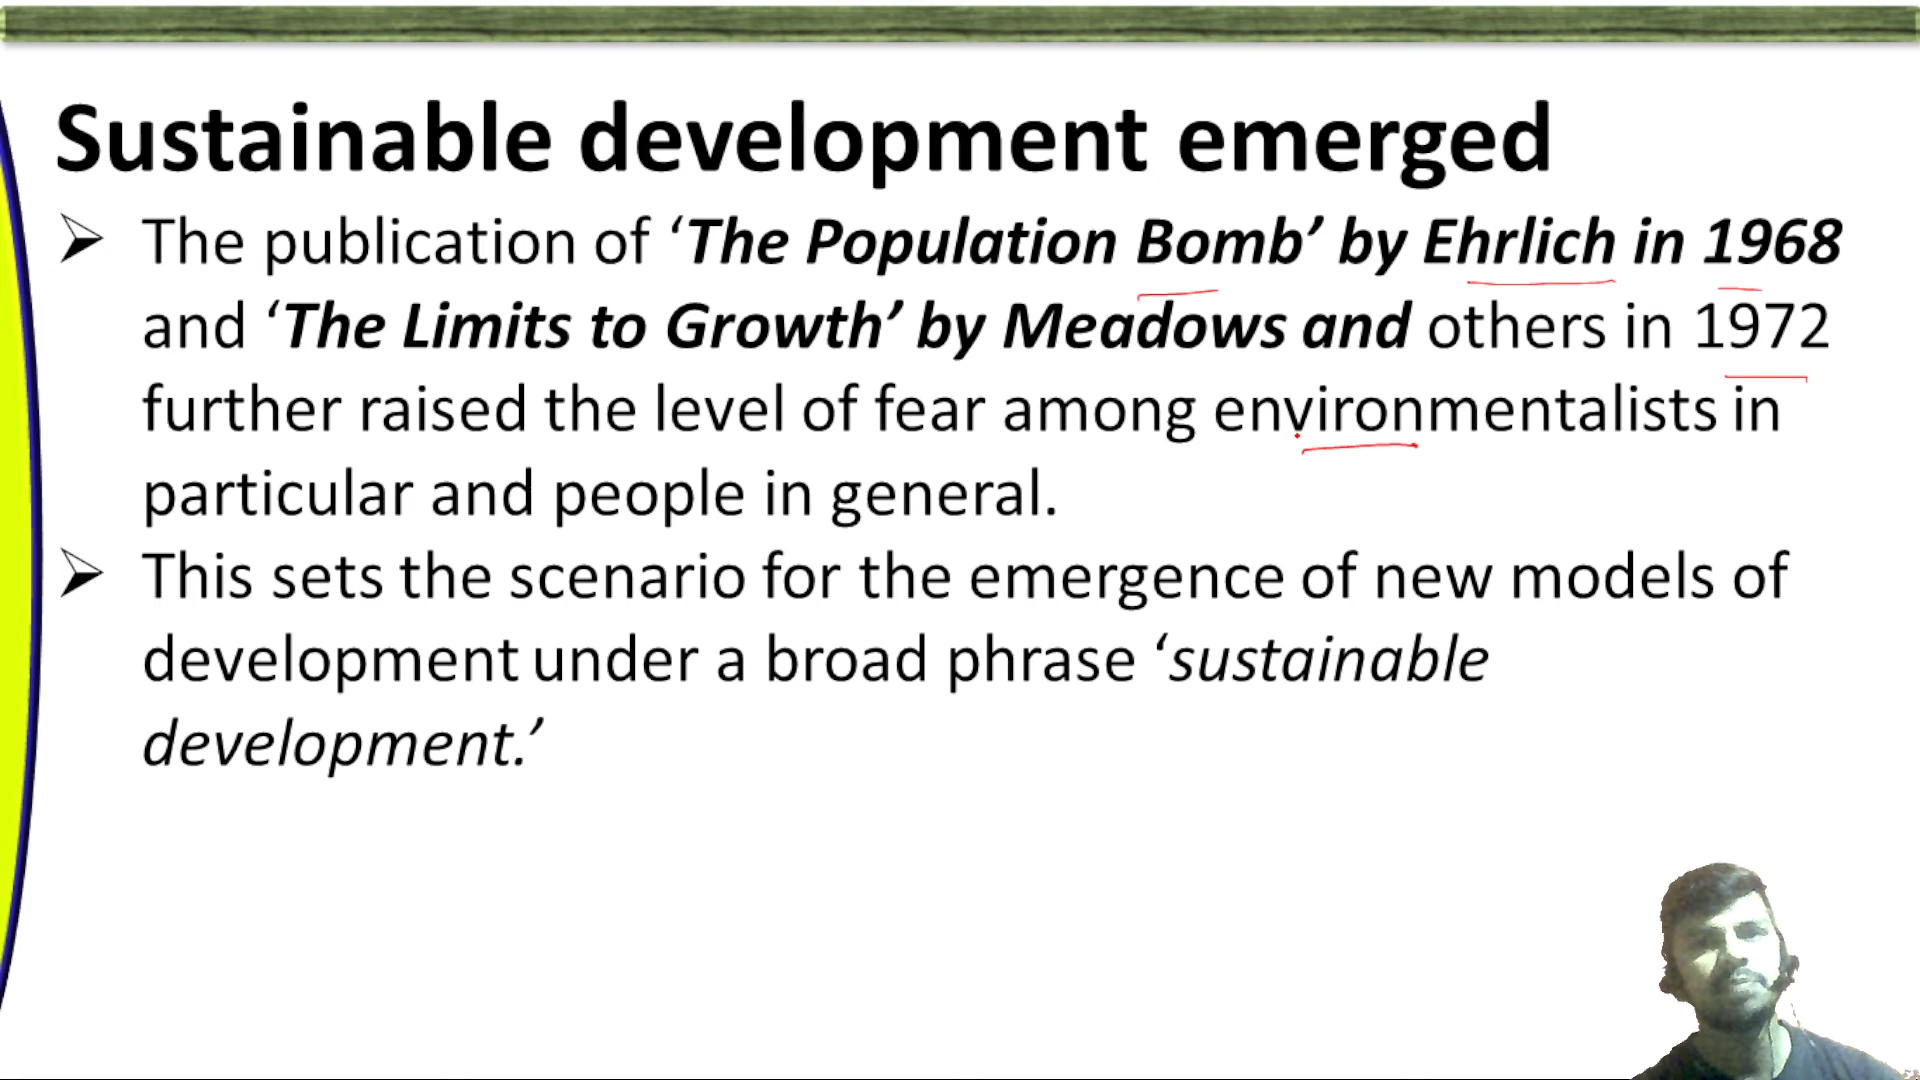 Sustainable development emerged
➢ The publication of ‘The Population Bomb’ by Ehrlich in 1968
and ‘The Limits to Growth’ by Meadows and others in 1972
further raised the level of fear among environmentalists in
particular and people in general.
➢ This sets the scenario for the emergence of new models of
development under a broad phrase ‘sustainable
development.’